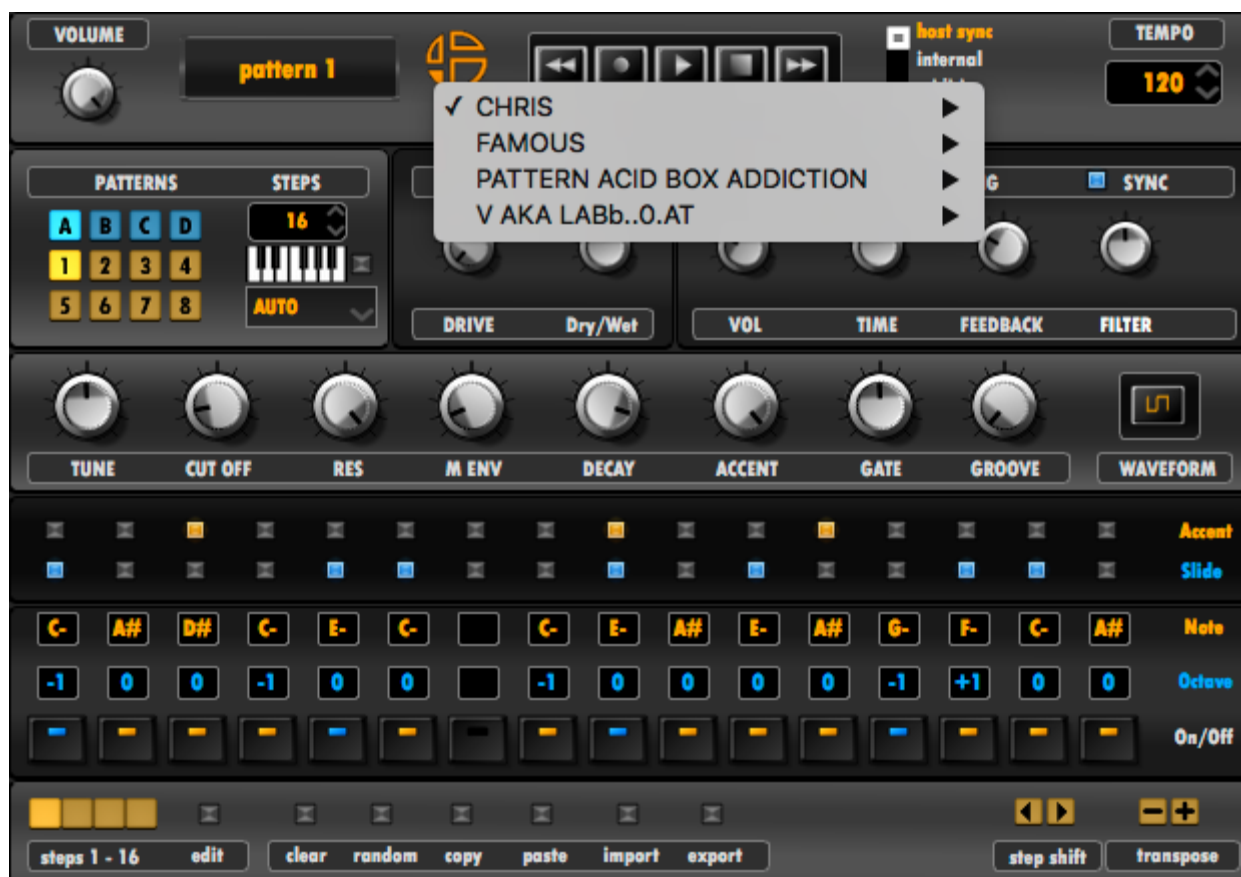 VOLUME
pattern 1
host sync
internal
TEMPO
120
✓ CHRIS
FAMOUS
PATTERN ACID BOX ADDICTION
V AKA LABb..0.AT
PATTERNS STEPS
G SYNC
A B C D 16
1 2 3 4
5 6 7 8 AUTO
DRIVE Dry/Wet VOL TIME FEEDBACK FILTER
TUNE CUT OFF RES M ENV DECAY ACCENT GATE GROOVE WAVEFORM
Accent
Slide
C- A# D# C- E- C- C- E- A# E- A# G- F- C- A# Note
-1 0 0 -1 0 0 -1 0 0 0 0 -1 +1 0 0 Octave
On/Off
steps 1 - 16 edit clear random copy paste import export step shift transpose